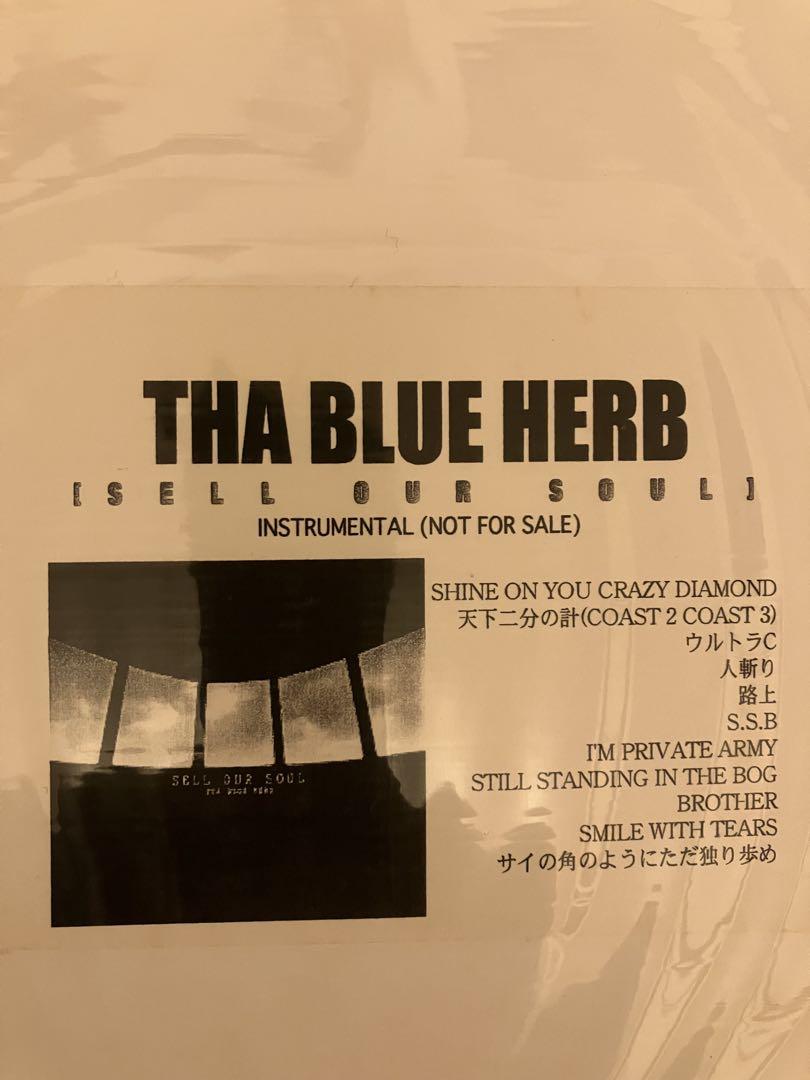 THA BLUE HERB
[SELL OUR SOUL]
INSTRUMENTAL (NOT FOR SALE)
SHINE ON YOU CRAZY DIAMOND
天下二分の計(COAST 2 COAST 3)
ウルトラC
人斬り
路上
S.S.B
I'M PRIVATE ARMY
STILL STANDING IN THE BOG
BROTHER
SMILE WITH TEARS
サイの角のようにただ独り歩め
SELL OUR SOUL
THA BLUE HERB